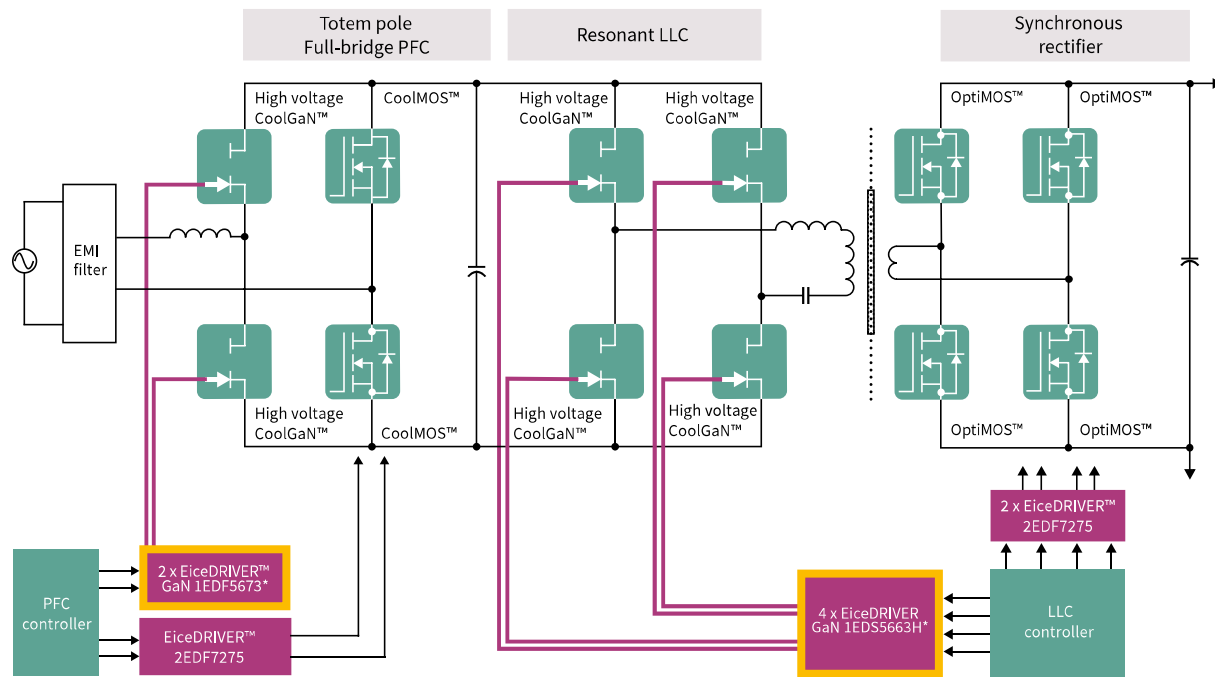 Totem pole
Full-bridge PFC
Resonant LLC
Synchronous
rectifier
High voltage
CoolGaN™
CoolMOS™
High voltage
CoolGaN™
High voltage
CoolGaN™
OptiMOS™
OptiMOS™
EMI
filter
High voltage
CoolGaN™
CoolMOS™
High voltage
CoolGaN™
High voltage
CoolGaN™
OptiMOS™
OptiMOS™
2 x EiceDRIVER™
2EDF7275
PFC
controller
2 x EiceDRIVER™
GaN 1EDF5673*
EiceDRIVER™
2EDF7275
4 x EiceDRIVER
GaN 1EDS5663H*
LLC
controller